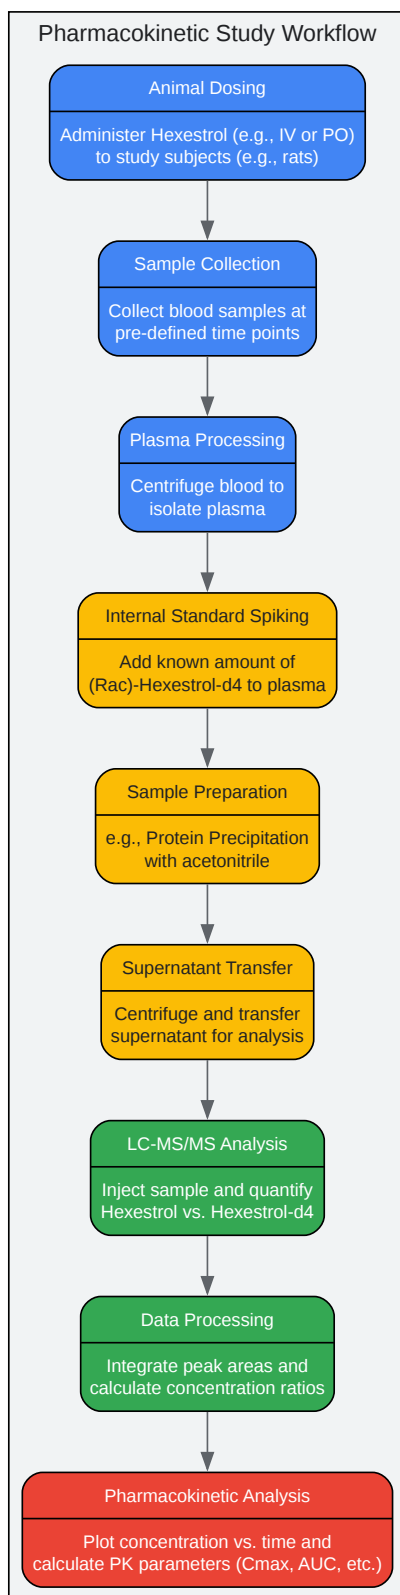 Pharmacokinetic Study Workflow
Animal Dosing
Administer Hexestrol (e.g., IV or PO)
to study subjects (e.g., rats)
Sample Collection
Collect blood samples at
pre-defined time points
Plasma Processing
Centrifuge blood to
isolate plasma
Internal Standard Spiking
Add known amount of
(Rac)-Hexestrol-d4 to plasma
Sample Preparation
e.g., Protein Precipitation
with acetonitrile
Supernatant Transfer
Centrifuge and transfer
supernatant for analysis
LC-MS/MS Analysis
Inject sample and quantify
Hexestrol vs. Hexestrol-d4
Data Processing
Integrate peak areas and
calculate concentration ratios
Pharmacokinetic Analysis
Plot concentration vs. time and
calculate PK parameters (Cmax, AUC, etc.)